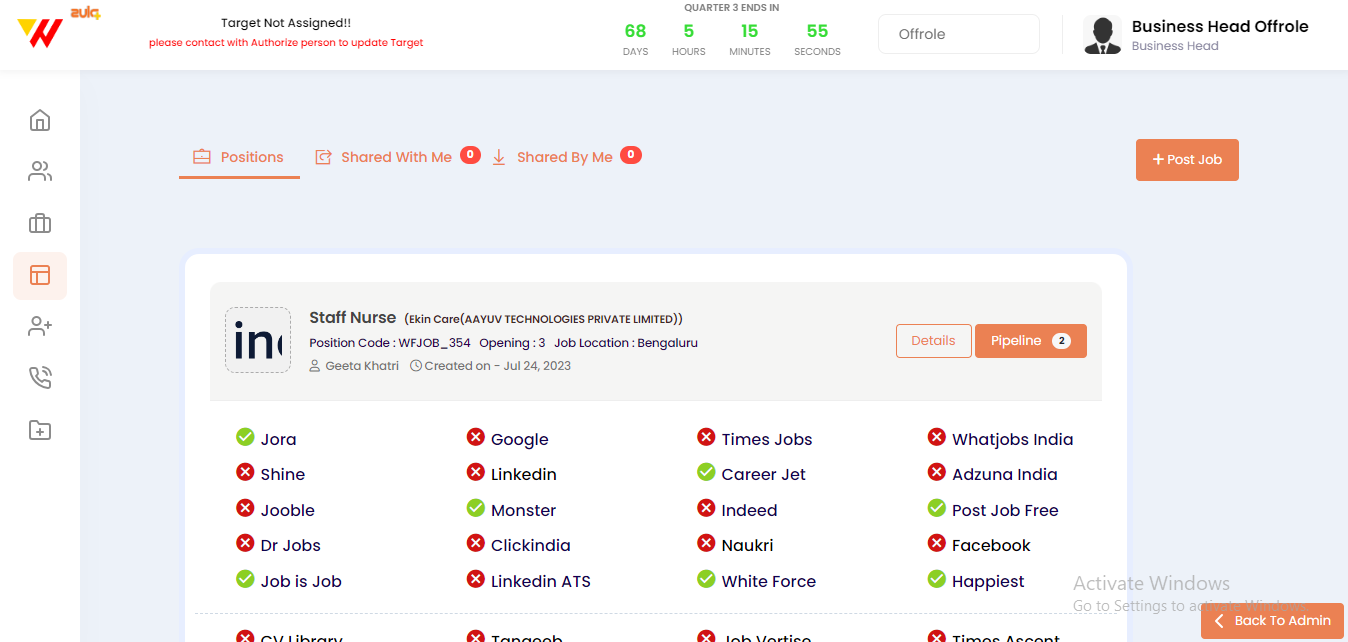 QUARTER 3 ENDS IN
Target Not Assigned!!
please contact with Authorize person to update Target
68 5 15 55
DAYS HOURS MINUTES SECONDS
Offrole
Business Head Offrole
Business Head
Positions Shared With Me 0 Shared By Me 0
+ Post Job
Staff Nurse (Ekin Care(AAYUV TECHNOLOGIES PRIVATE LIMITED))
Position Code : WFJOB_354 Opening : 3 Job Location : Bengaluru
Geeta Khatri Created on - Jul 24, 2023
Details Pipeline 2
Jora Google Times Jobs Whatjobs India
Shine Linkedin Career Jet Adzuna India
Jooble Monster Indeed Post Job Free
Dr Jobs Clickindia Naukri Facebook
Job is Job Linkedin ATS White Force Happiest
Activate Windows
Go to Settings to activate Windows.
Back To Admin
CV Library Tanqeeb Job Vertise Times Ascent